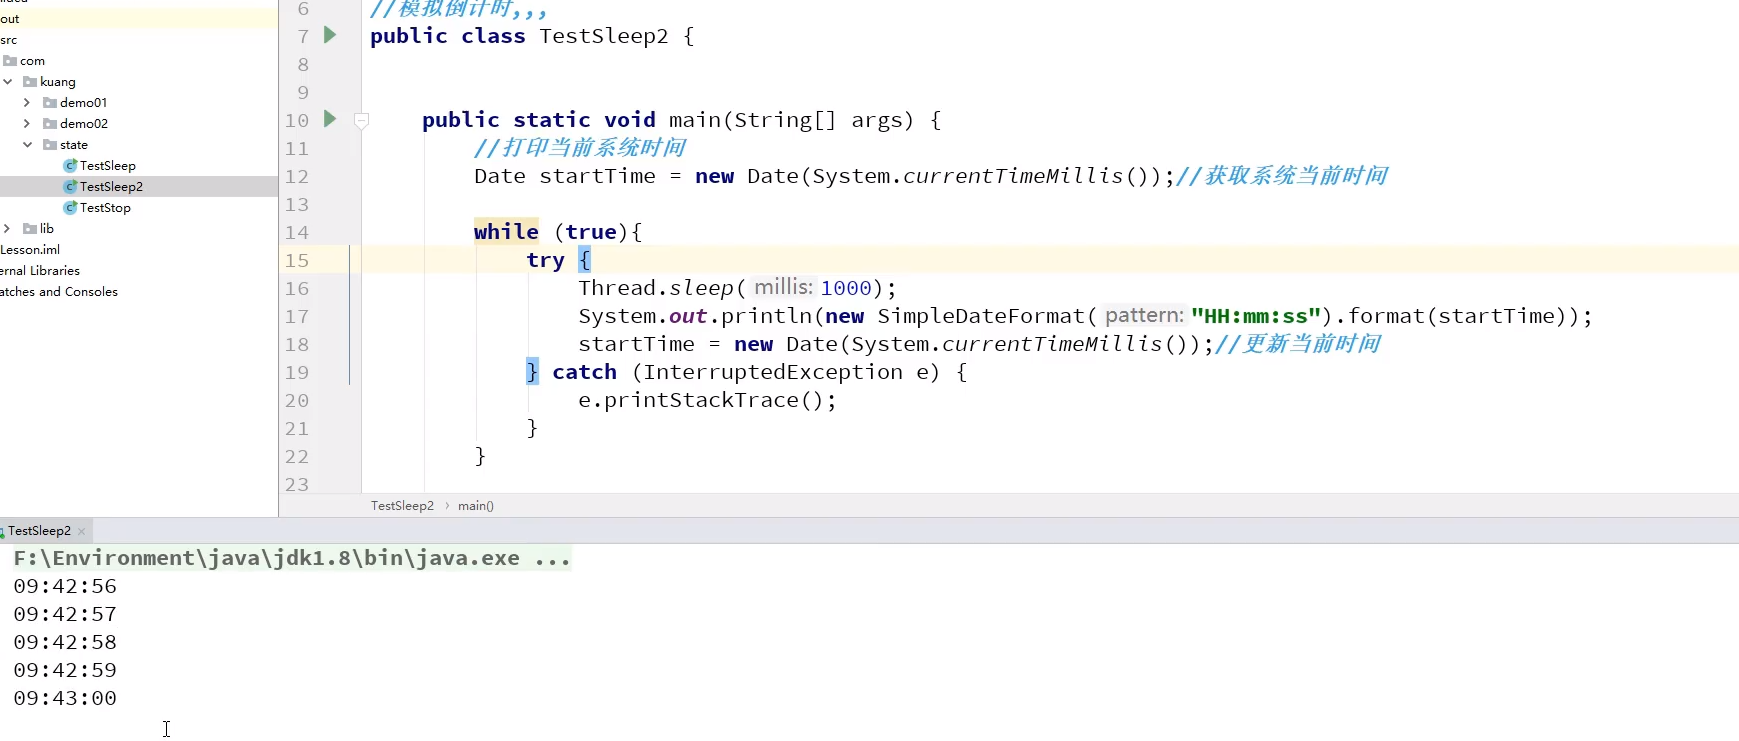 out
src
com
kuang
demo01
demo02
state
TestSleep
TestSleep2
TestStop
lib
Lesson.iml
ernal Libraries
atches and Consoles
6 //模拟倒计时,,,
7 public class TestSleep2 {
8
9
10 public static void main(String[] args) {
11 //打印当前系统时间
12 Date startTime = new Date(System.currentTimeMillis());//获取系统当前时间
13
14 while (true){
15 try {
16 Thread.sleep( millis: 1000);
17 System.out.println(new SimpleDateFormat( pattern: "HH:mm:ss").format(startTime));
18 startTime = new Date(System.currentTimeMillis());//更新当前时间
19 } catch (InterruptedException e) {
20 e.printStackTrace();
21 }
22 }
23
TestSleep2 › main()
TestSleep2 ×
F:\Environment\java\jdk1.8\bin\java.exe ...
09:42:56
09:42:57
09:42:58
09:42:59
09:43:00